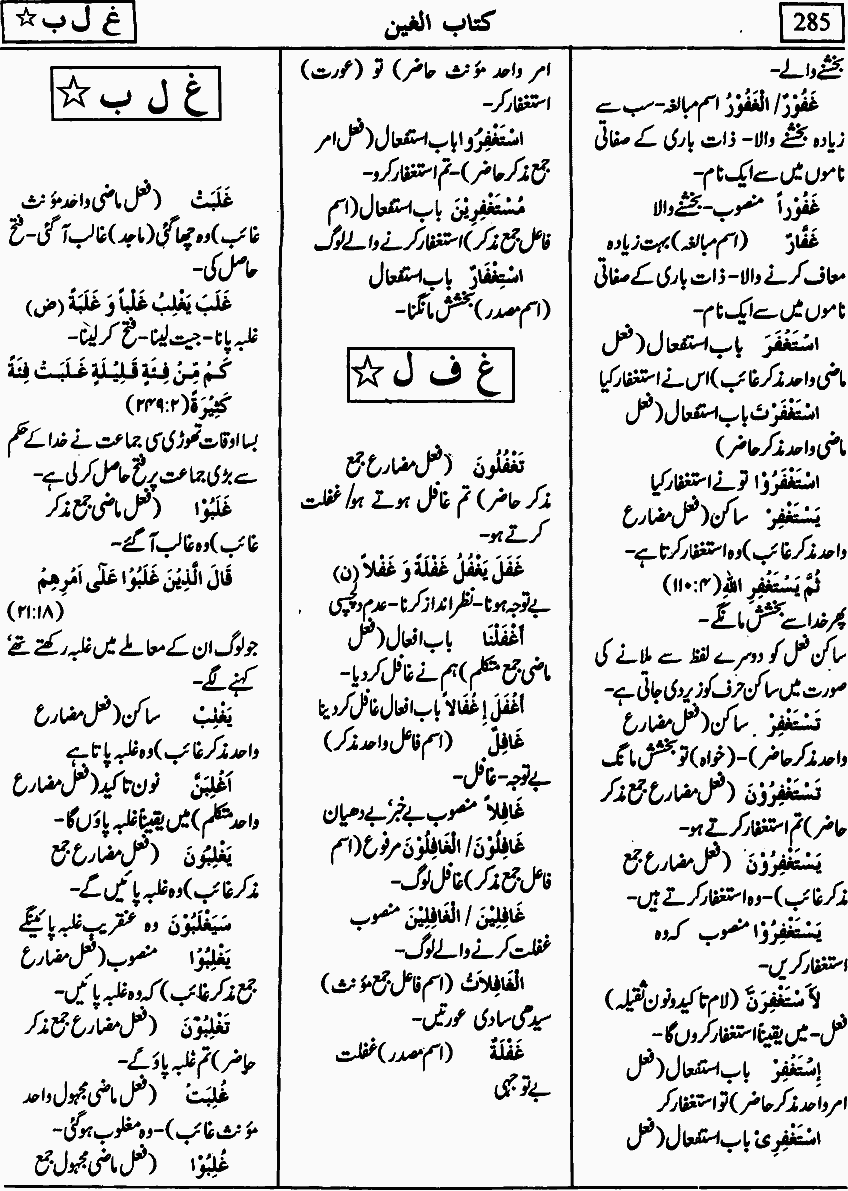 285
کتاب الغین
غ ل ب ☆
بخشنے والے-
غَفُوْرٌ/ الْغَفُوْرُ اسم مبالغہ-سب سے
زیادہ بخشنے والا- ذات باری کے صفاتی
ناموں میں سے ایک نام-
غَفُوْراً منصوب-بخشنے والا
غَفَّارٌ (اسم مبالغہ) بہت زیادہ
معاف کرنے والا- ذات باری کے صفاتی
ناموں میں سے ایک نام-
اسْتَغْفَرَ باب استفعال (فعل
ماضی واحد مذکر غائب) اس نے استغفار کیا
اسْتَغْفَرْتَ باب استفعال (فعل
ماضی واحد مذکر حاضر)
اسْتَغْفَرُوْا تو نے استغفار کیا
يَسْتَغْفِرْ ساکن (فعل مضارع
واحد مذکر غائب) وہ استغفار کرتا ہے-
ثُمَّ يَسْتَغْفِرِ اللهَ (۱۱۰:۴)
پھر خدا سے بخشش مانگے-
ساکن فعل کو دوسرے لفظ سے ملانے کی
صورت میں ساکن حرف کو زیر دی جاتی ہے-
تَسْتَغْفِرْ ساکن (فعل مضارع
واحد مذکر حاضر)-(خواہ) تو بخشش مانگ
تَسْتَغْفِرُوْنَ (فعل مضارع جمع مذکر
حاضر) تم استغفار کرتے ہو-
يَسْتَغْفِرُوْنَ (فعل مضارع جمع
مذکر غائب)-وہ استغفار کرتے ہیں-
يَسْتَغْفِرُوْا منصوب کہ وہ
استغفار کریں-
لَاَسْتَغْفِرَنَّ (لام تاکید و نون ثقیلہ)
فعل- میں یقیناً استغفار کروں گا-
اِسْتَغْفِرْ باب استفعال (فعل
امر واحد مذکر حاضر) تو استغفار کر
اسْتَغْفِرِیْ باب استفعال (فعل
امر واحد مؤنث حاضر) تو (عورت)
استغفار کر-
اسْتَغْفِرُوا باب استفعال (فعل امر
جمع مذکر حاضر)-تم استغفار کرو-
مُسْتَغْفِرِيْنَ باب استفعال (اسم
فاعل جمع مذکر) استغفار کرنے والے لوگ
اسْتِغْفَارٌ باب استفعال
(اسم مصدر) بخشش مانگنا-
غ ف ل ☆
تَغْفُلُونَ (فعل مضارع جمع
مذکر حاضر) تم غافل ہوتے ہو/ غفلت
کرتے ہو-
غَفَلَ يَغْفُلُ غَفْلَةً وَ غَفْلاً (ن)
بے توجہ ہونا-نظر انداز کرنا-عدم دلچسپی
أَغْفَلْنَا باب افعال (فعل
ماضی جمع متکلم) ہم نے غافل کر دیا-
أَغْفَلَ إِغْفَالاً باب افعال غافل کر دینا
غَافِلٌ (اسم فاعل واحد مذکر)
بے توجہ-غافل-
غَافِلاً منصوب بے خبر' بے دھیان
غَافِلُوْنَ/ الْغَافِلُوْنَ مرفوع (اسم
فاعل جمع مذکر) غافل لوگ-
غَافِلِيْنَ/ الْغَافِلِيْنَ منصوب
غفلت کرنے والے لوگ-
الْغَافِلَاتُ (اسم فاعل جمع مؤنث)
سیدھی سادی عورتیں-
غَفْلَةٌ (اسم مصدر) غفلت
بے توجہی
غ ل ب ☆
غَلَبَتْ (فعل ماضی واحد مؤنث
غائب) وہ چھا گئی (ماجد) غالب آ گئی-فتح
حاصل کی-
غَلَبَ يَغْلِبُ غَلْباً وَ غَلَبَةً (ض)
غلبہ پانا-جیت لینا-فتح کر لینا-
كَمْ مِّنْ فِئَةٍ قَلِيْلَةٍ غَلَبَتْ فِئَةً
كَثِيْرَةً (۲۴۹:۲)
بسا اوقات تھوڑی سی جماعت نے خدا کے حکم
سے بڑی جماعت پر فتح حاصل کر لی ہے-
غَلَبُوْا (فعل ماضی جمع مذکر
غائب) وہ غالب آ گئے-
قَالَ الَّذِيْنَ غَلَبُوْا عَلٰى اَمْرِهِمْ
(۲۱:۱۸)
جو لوگ ان کے معاملے میں غلبہ رکھتے تھے'
کہنے لگے-
يَغْلِبْ ساکن (فعل مضارع
واحد مذکر غائب) وہ غلبہ پاتا ہے
اَغْلِبَنَّ نون تاکید (فعل مضارع
واحد متکلم) میں یقیناً غلبہ پاؤں گا-
يَغْلِبُونَ (فعل مضارع جمع
مذکر غائب) وہ غلبہ پائیں گے-
سَيَغْلِبُوْنَ وہ عنقریب غلبہ پائینگے
يَغْلِبُوْا منصوب (فعل مضارع
جمع مذکر غائب) کہ وہ غلبہ پائیں-
تَغْلِبُوْنَ (فعل مضارع جمع مذکر
حاضر) تم غلبہ پاؤ گے-
غُلِبَتْ (فعل ماضی مجہول واحد
مؤنث غائب)-وہ مغلوب ہو گئی-
غُلِبُوْا (فعل ماضی مجہول جمع